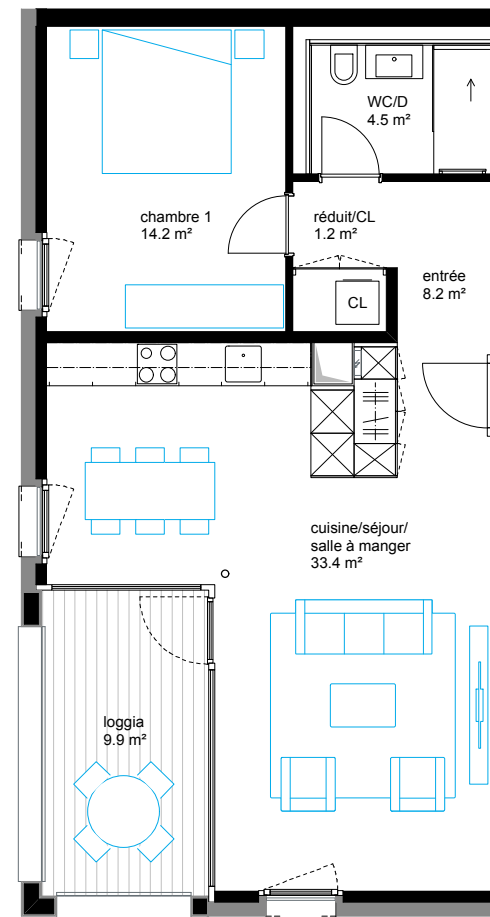 WC/D
4.5 m²
chambre 1
14.2 m²
réduit/CL
1.2 m²
entrée
8.2 m²
CL
cuisine/séjour/
salle à manger
33.4 m²
loggia
9.9 m²